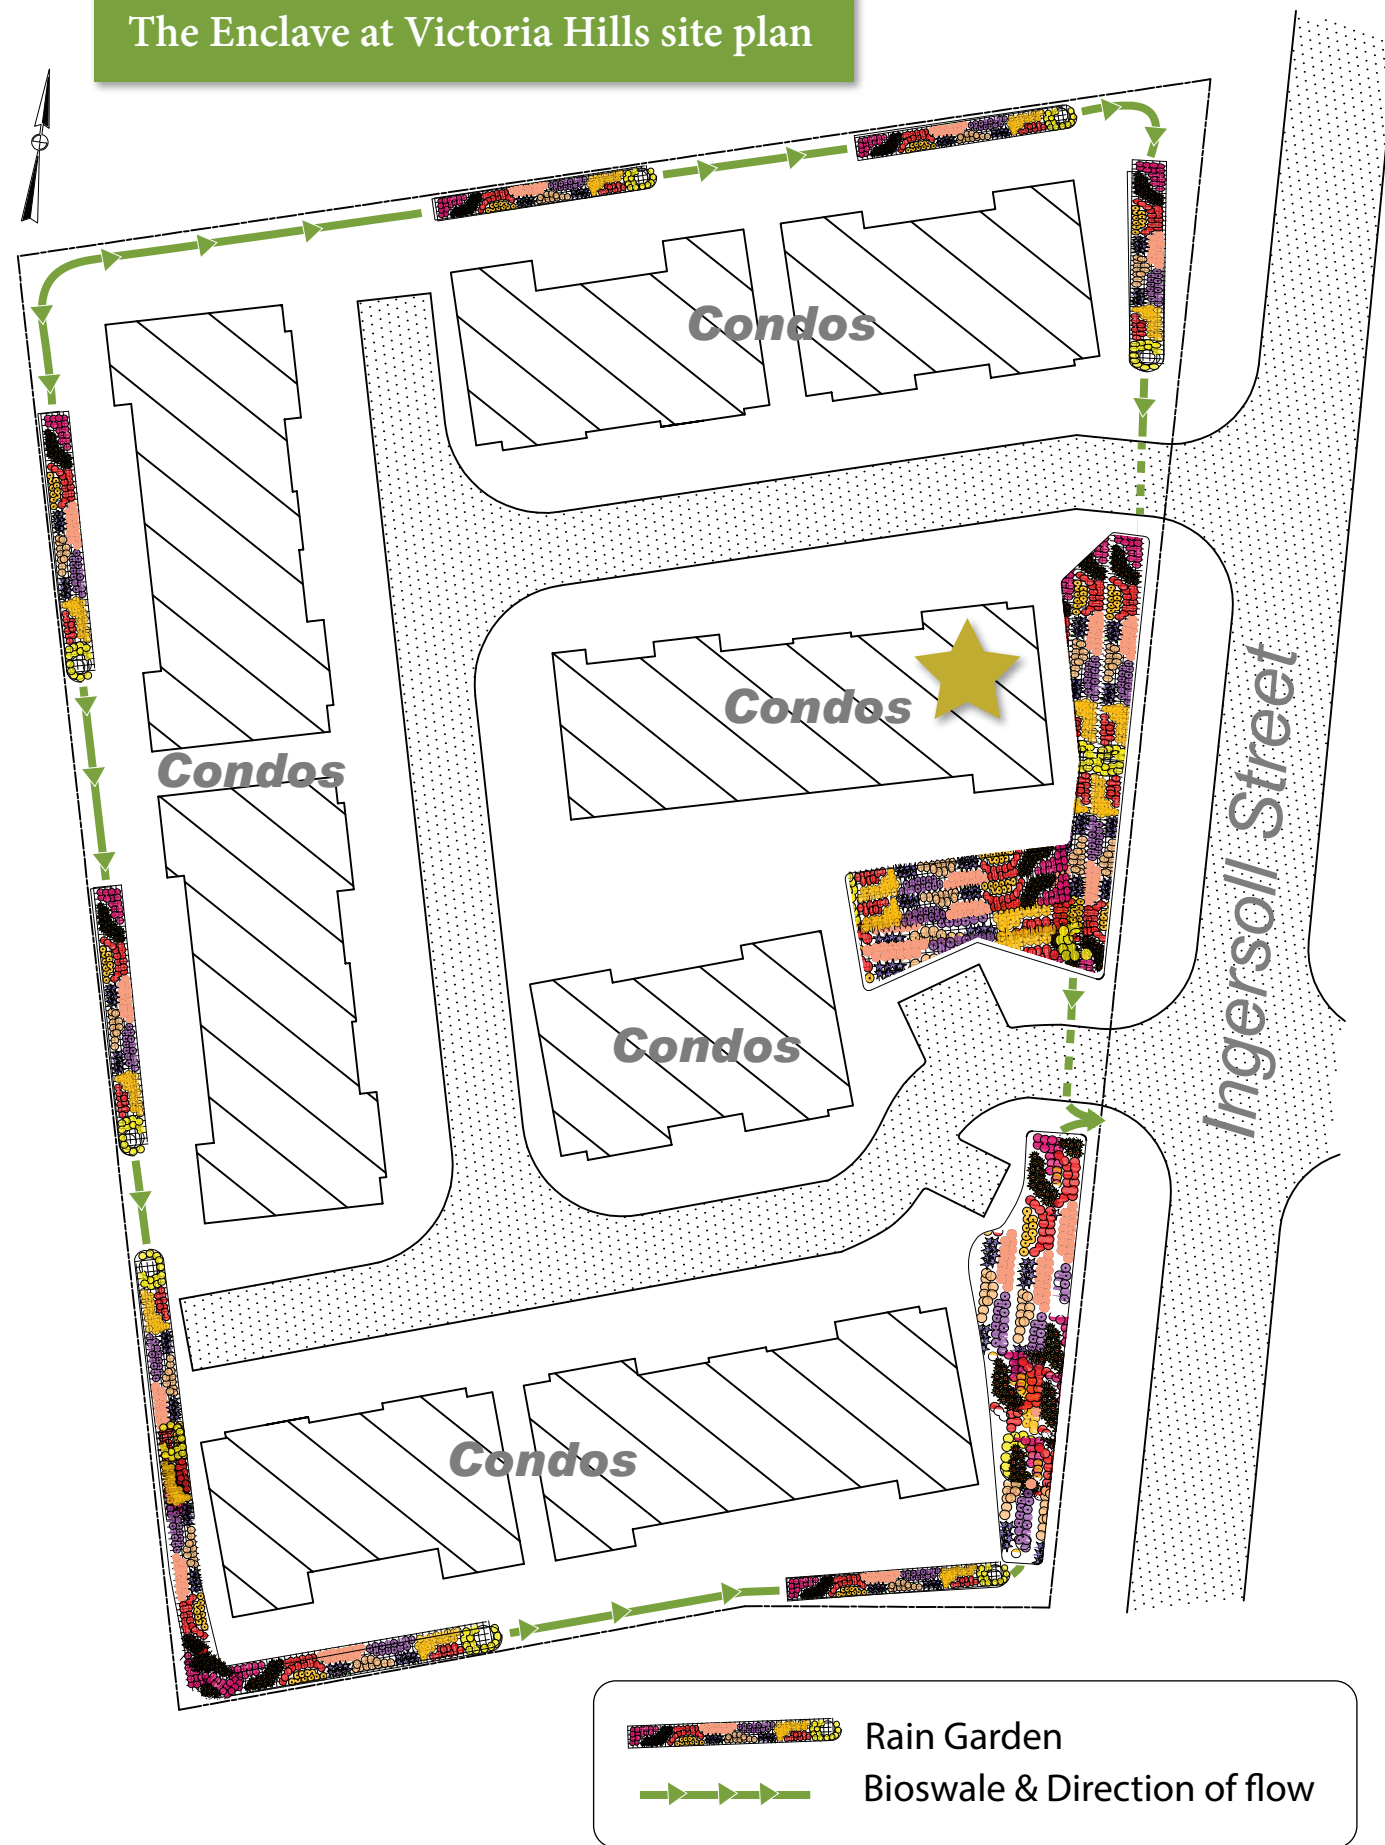 The Enclave at Victoria Hills site plan
Condos
Condos
Condos
Condos
Condos
Ingersoll Street
Rain Garden
Bioswale & Direction of flow